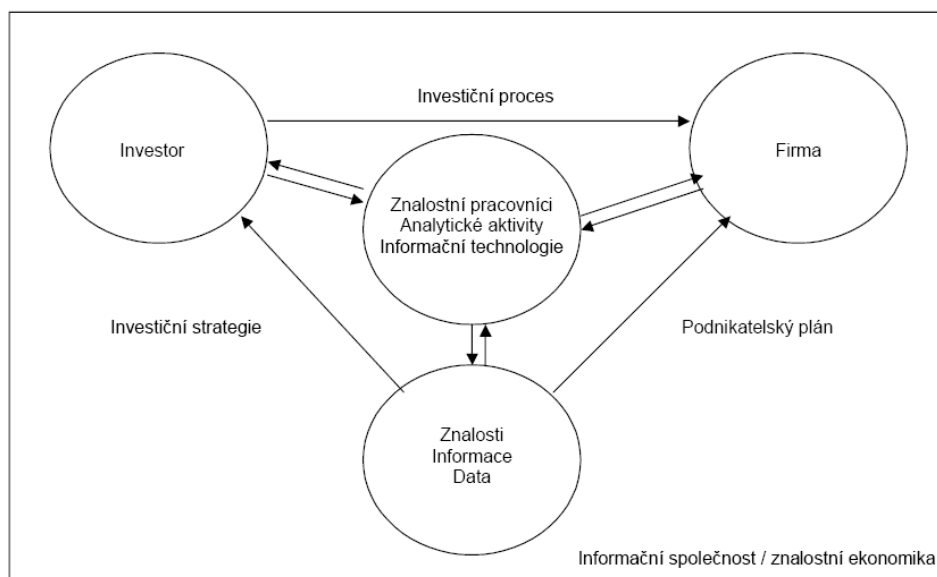 Investiční proces
Investor
Firma
Znalostní pracovníci
Analytické aktivity
Informační technologie
Investiční strategie
Podnikatelský plán
Znalosti
Informace
Data
Informační společnost / znalostní ekonomika